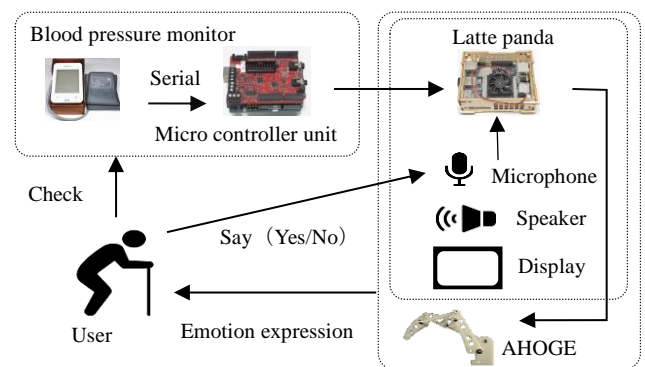 Blood pressure monitor
Latte panda
Serial
Micro controller unit
Check
Microphone
Say（Yes/No）
Speaker
Display
User
Emotion expression
AHOGE